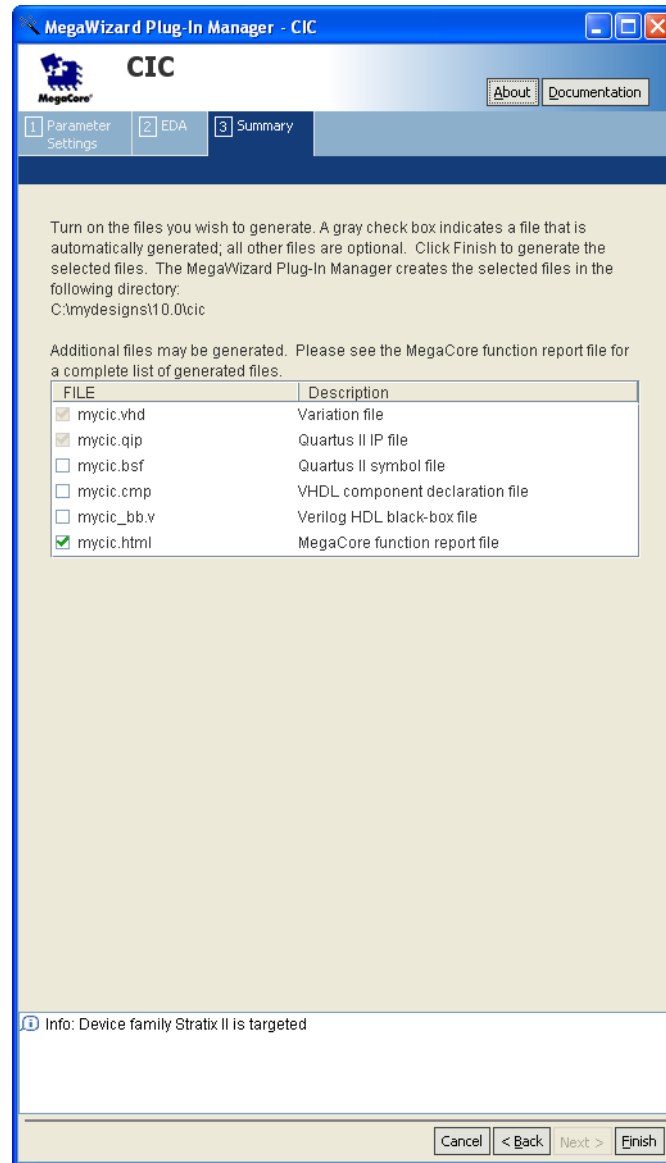 MegaWizard Plug-In Manager - CIC
MegaCore®
CIC
About Documentation
1 Parameter Settings
2 EDA
3 Summary
Turn on the files you wish to generate. A gray check box indicates a file that is
automatically generated; all other files are optional. Click Finish to generate the
selected files. The MegaWizard Plug-In Manager creates the selected files in the
following directory:
C:\mydesigns\10.0\cic
Additional files may be generated. Please see the MegaCore function report file for
a complete list of generated files.
FILE Description
mycic.vhd Variation file
mycic.qip Quartus II IP file
mycic.bsf Quartus II symbol file
mycic.cmp VHDL component declaration file
mycic_bb.v Verilog HDL black-box file
mycic.html MegaCore function report file
Info: Device family Stratix II is targeted
Cancel < Back Next > Finish